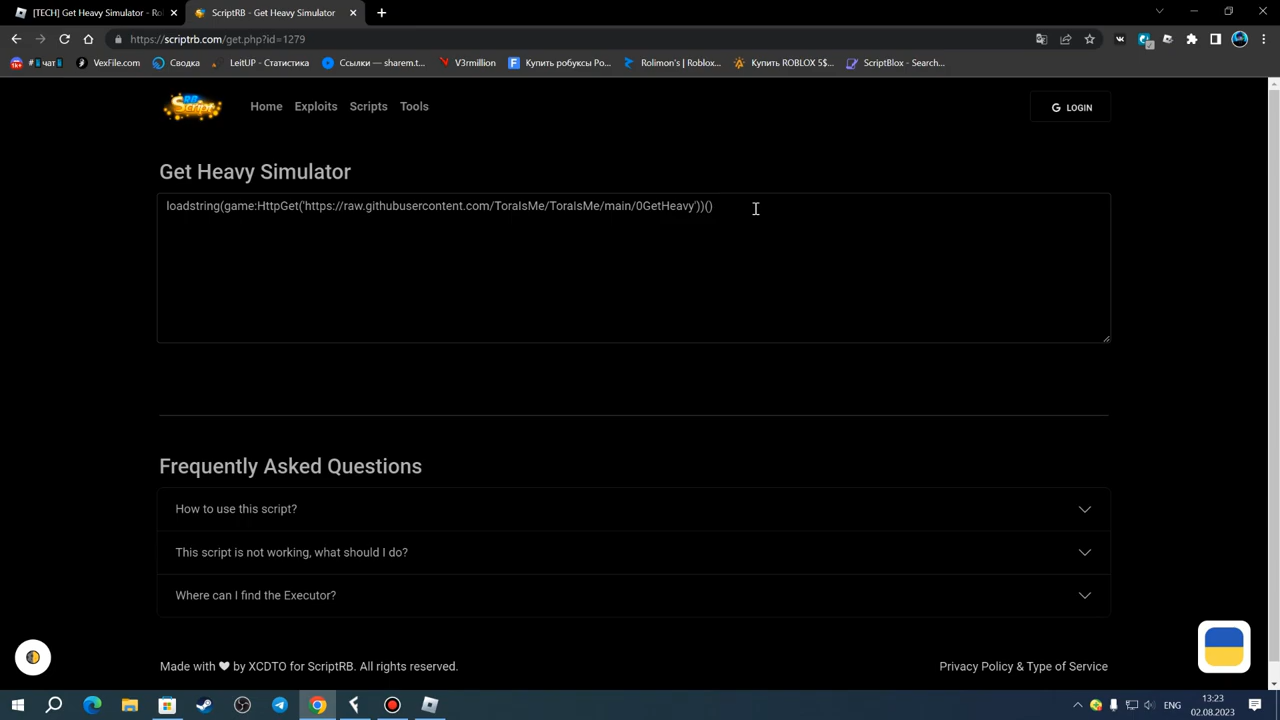 [TECH] Get Heavy Simulator - Ro
ScriptRB - Get Heavy Simulator
https://scriptrb.com/get.php?id=1279
VexFile.com
Сводка
LeitUP - Статистика
Ссылки — sharem.t...
V3rmillion
Купить робуксы Ро...
Rolimon's | Roblox...
Купить ROBLOX 5$...
ScriptBlox - Search...
Script
Home
Exploits
Scripts
Tools
G LOGIN
Get Heavy Simulator
loadstring(game:HttpGet('https://raw.githubusercontent.com/ToraIsMe/ToraIsMe/main/0GetHeavy'))()
Frequently Asked Questions
How to use this script?
This script is not working, what should I do?
Where can I find the Executor?
Made with ❤ by XCDTO for ScriptRB. All rights reserved.
Privacy Policy & Type of Service
ENG
13:23
02.08.2023